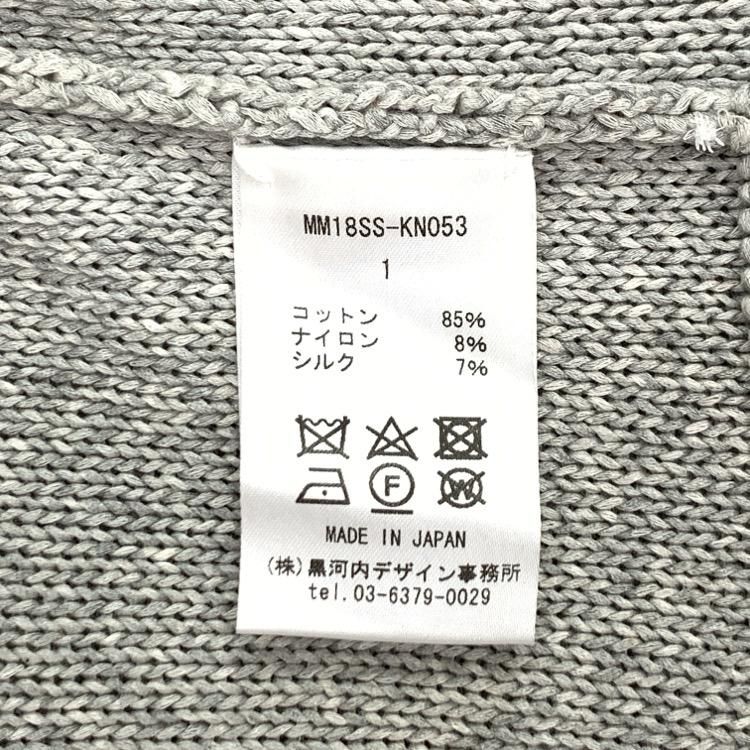 MM18SS-KN053
1
コットン 85%
ナイロン 8%
シルク 7%
F W
MADE IN JAPAN
(株)黒河内デザイン事務所
tel.03-6379-0029